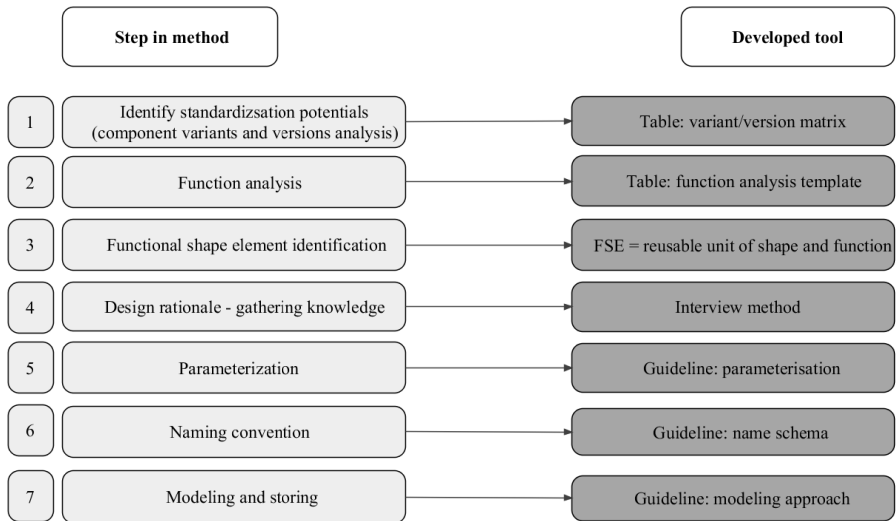 Step in method
Developed tool
1
Identify standardizsation potentials
(component variants and versions analysis)
Table: variant/version matrix
2
Function analysis
Table: function analysis template
3
Functional shape element identification
FSE = reusable unit of shape and function
4
Design rationale - gathering knowledge
Interview method
5
Parameterization
Guideline: parameterisation
6
Naming convention
Guideline: name schema
7
Modeling and storing
Guideline: modeling approach